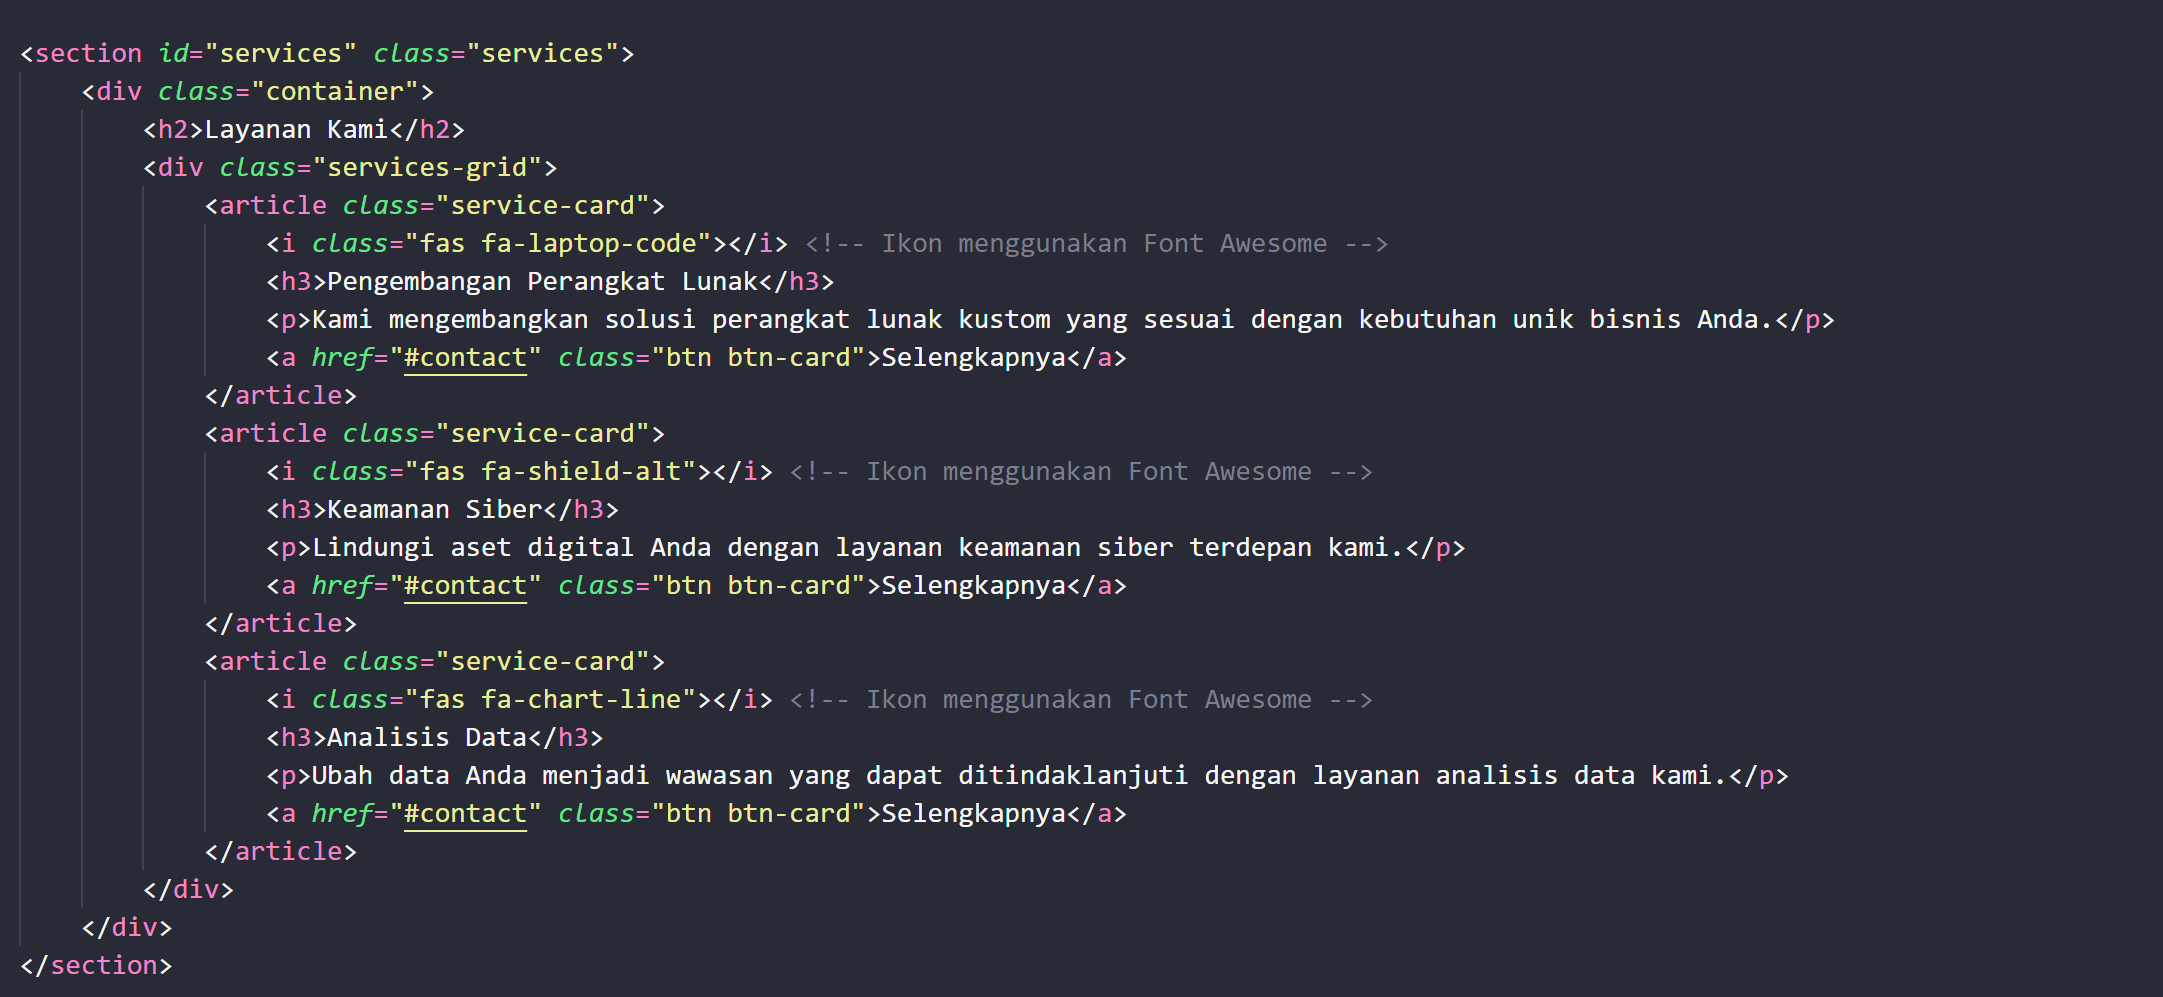 <section id="services" class="services">
    <div class="container">
        <h2>Layanan Kami</h2>
        <div class="services-grid">
            <article class="service-card">
                <i class="fas fa-laptop-code"></i> <!-- Ikon menggunakan Font Awesome -->
                <h3>Pengembangan Perangkat Lunak</h3>
                <p>Kami mengembangkan solusi perangkat lunak kustom yang sesuai dengan kebutuhan unik bisnis Anda.</p>
                <a href="#contact" class="btn btn-card">Selengkapnya</a>
            </article>
            <article class="service-card">
                <i class="fas fa-shield-alt"></i> <!-- Ikon menggunakan Font Awesome -->
                <h3>Keamanan Siber</h3>
                <p>Lindungi aset digital Anda dengan layanan keamanan siber terdepan kami.</p>
                <a href="#contact" class="btn btn-card">Selengkapnya</a>
            </article>
            <article class="service-card">
                <i class="fas fa-chart-line"></i> <!-- Ikon menggunakan Font Awesome -->
                <h3>Analisis Data</h3>
                <p>Ubah data Anda menjadi wawasan yang dapat ditindaklanjuti dengan layanan analisis data kami.</p>
                <a href="#contact" class="btn btn-card">Selengkapnya</a>
            </article>
        </div>
    </div>
</section>